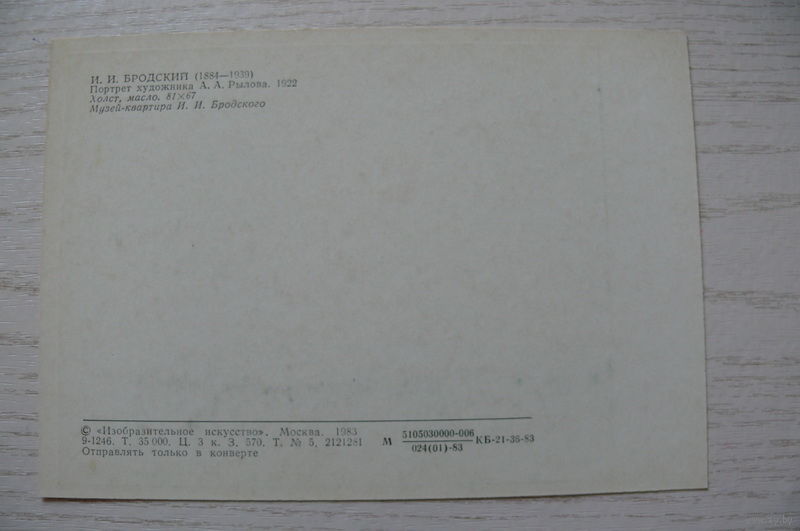 И. И. БРОДСКИЙ (1884—1939)
Портрет художника А. А. Рылова. 1922
Холст, масло. 81×67
Музей-квартира И. И. Бродского
© «Изобразительное искусство». Москва. 1983
9-1246. Т. 35 000. Ц. 3 к. З. 570. Т. № 5, 2121281
М 5105030000-006
024(01)-83
КБ-21-36-83
Отправлять только в конверте